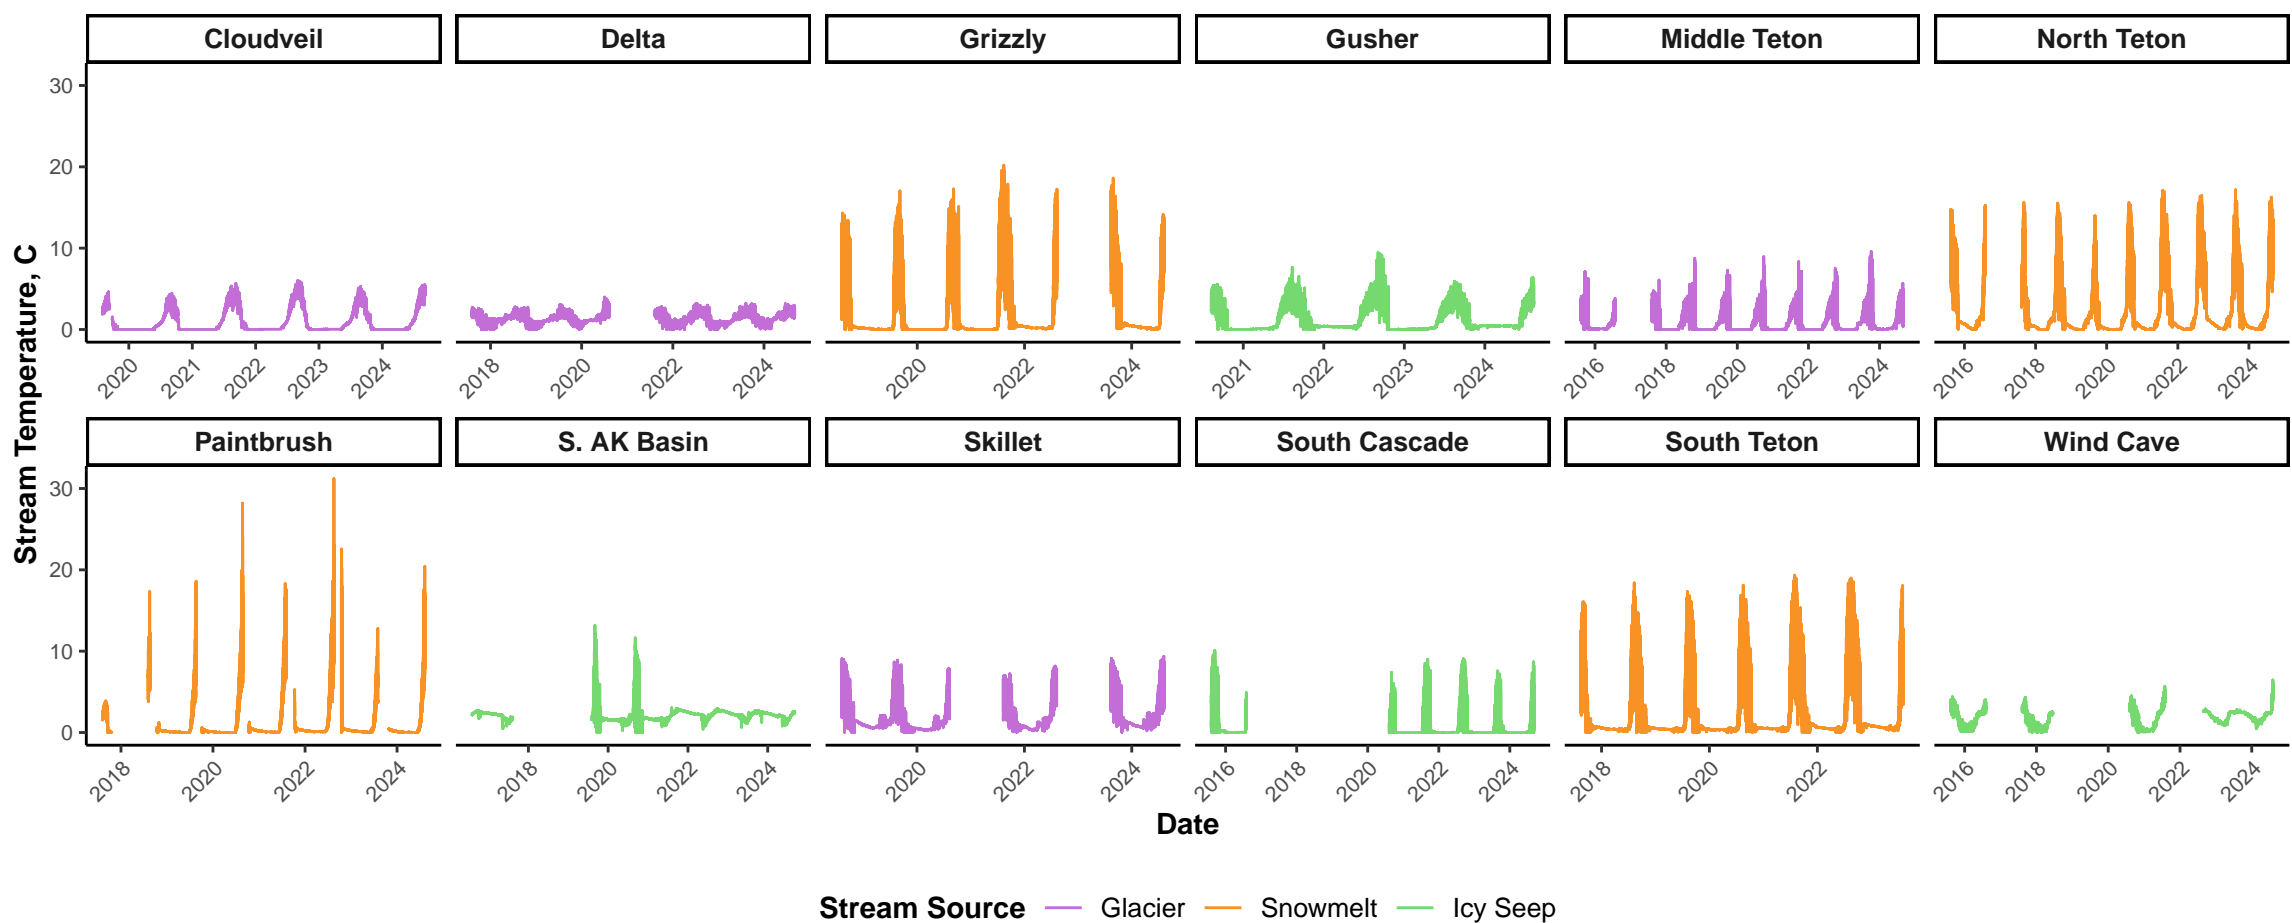 Cloudveil Delta Grizzly Gusher Middle Teton North Teton
30
20
10
0
2020 2021 2022 2023 2024 2018 2020 2022 2024 2020 2022 2024 2021 2022 2023 2024 2016 2018 2020 2022 2024 2016 2018 2020 2022 2024
Stream Temperature, C
Paintbrush S. AK Basin Skillet South Cascade South Teton Wind Cave
30
20
10
0
2018 2020 2022 2024 2018 2020 2022 2024 2020 2022 2024 2016 2018 2020 2022 2024 2018 2020 2022 2016 2018 2020 2022 2024
Date
Stream Source Glacier Snowmelt Icy Seep